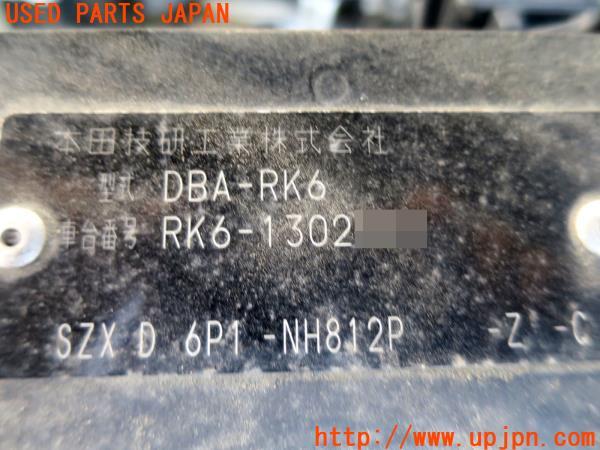 USED PARTS JAPAN
本田技研工業株式会社
型式 DBA-RK6
車台番号 RK6-1302
SZX D 6P1 -NH812P -Z -C
UPJ
http://www.upjpn.com/